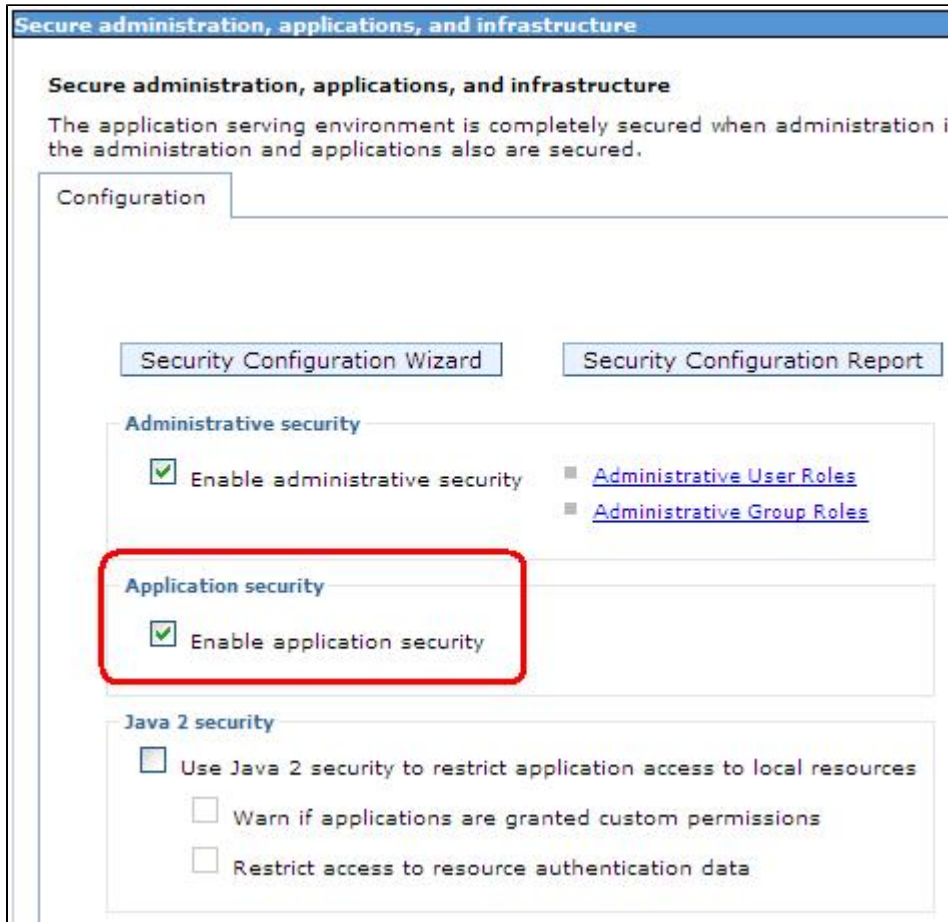 Secure administration, applications, and infrastructure
Secure administration, applications, and infrastructure
The application serving environment is completely secured when administration i
the administration and applications also are secured.
Configuration
Security Configuration Wizard Security Configuration Report
Administrative security
Enable administrative security Administrative User Roles
Administrative Group Roles
Application security
Enable application security
Java 2 security
Use Java 2 security to restrict application access to local resources
Warn if applications are granted custom permissions
Restrict access to resource authentication data